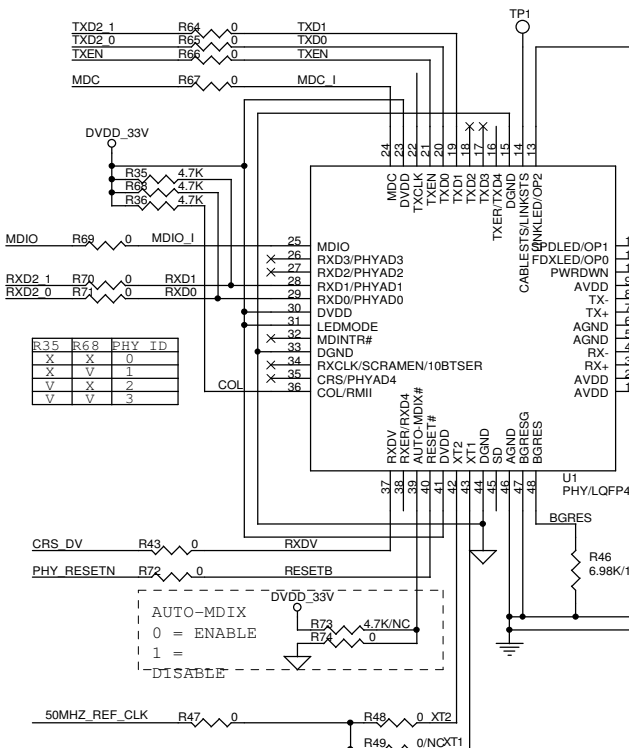 TP1
TXD2_1 R64 0 TXD1
TXD2_0 R65 0 TXD0
TXEN R66 0 TXEN
MDC R67 0 MDC_I
DVDD_33V
R35 4.7K
R68 4.7K
R36 4.7K
24 23 22 21 20 19 18 17 16 15 14 13
MDC
DVDD
TXCLK
TXEN
TXD0
TXD1
TXD2
TXD3
TXER/TXD4
DGND
CABLESTS/LINKSTS
LINKLED/OP2
MDIO R69 0 MDIO_I 25 MDIO
26 RXD3/PHYAD3
27 RXD2/PHYAD2
RXD2_1 R70 0 RXD1 28 RXD1/PHYAD1
RXD2_0 R71 0 RXD0 29 RXD0/PHYAD0
30 DVDD
31 LEDMODE
32 MDINTR#
33 DGND
34 RXCLK/SCRAMEN/10BTSER
35 CRS/PHYAD4
COL 36 COL/RMII
SPDLED/OP1
FDXLED/OP0
PWRDWN
AVDD 9
TX- 8
TX+ 7
AGND 6
AGND 5
RX- 4
RX+ 3
AVDD 2
AVDD 1
R35 R68 PHY ID
X X 0
X V 1
V X 2
V V 3
RXDV
RXER/RXD4
AUTO-MDIX#
RESET#
DVDD
XT2
XT1
DGND
SD
AGND
BGRESG
BGRES
37 38 39 40 41 42 43 44 45 46 47 48
U1
PHY/LQFP4
BGRES
R46
6.98K/1
CRS_DV R43 0 RXDV
PHY_RESETN R72 0 RESETB
DVDD_33V
AUTO-MDIX
0 = ENABLE
1 =
DISABLE
R73 4.7K/NC
R74 0
50MHZ_REF_CLK R47 0 R48 0 XT2
R49 0/NC XT1